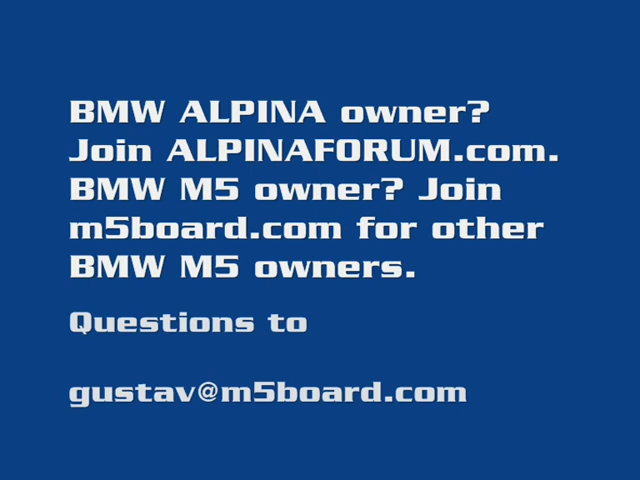 BMW ALPINA owner?
Join ALPINAFORUM.com.
BMW M5 owner? Join
m5board.com for other
BMW M5 owners.
Questions to
gustav@m5board.com